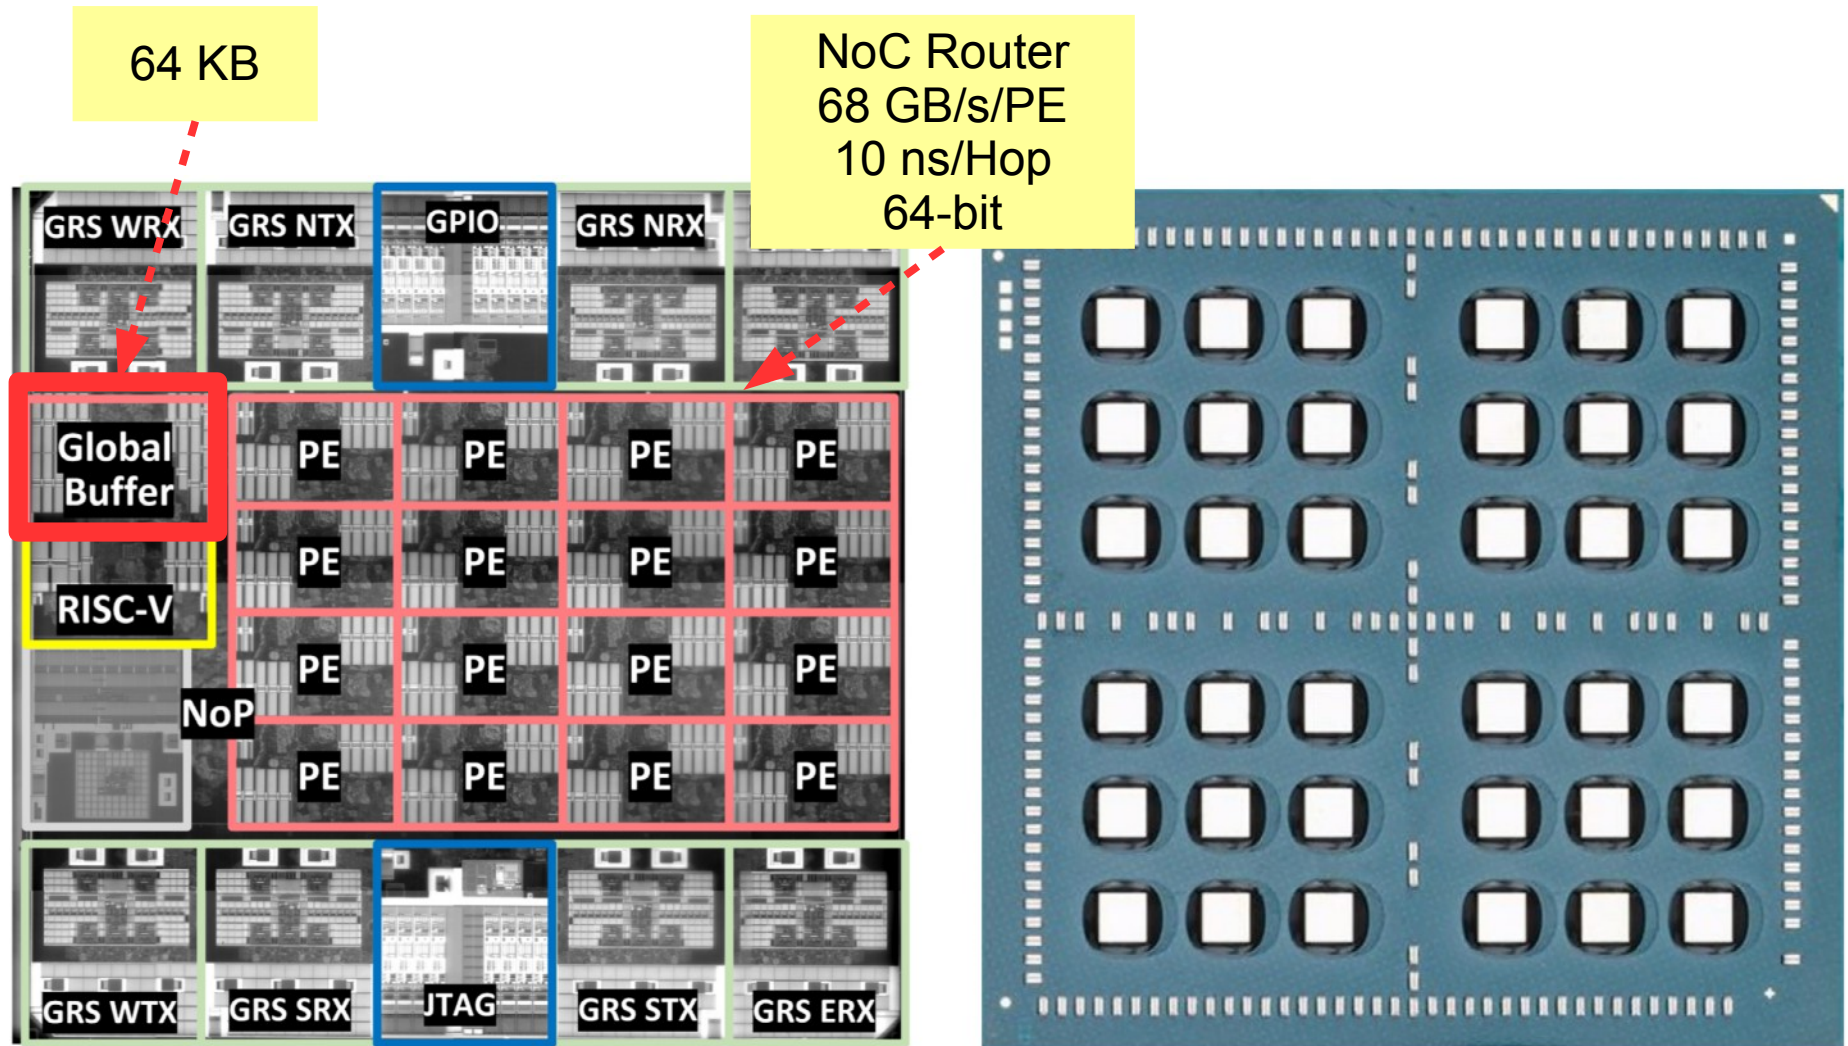 64 KB
NoC Router
68 GB/s/PE
10 ns/Hop
64-bit
GRS WRX
GRS NTX
GPIO
GRS NRX
Global
Buffer
PE PE PE PE
PE PE PE PE
RISC-V
PE PE PE PE
NoP
PE PE PE PE
GRS WTX
GRS SRX
JTAG
GRS STX
GRS ERX